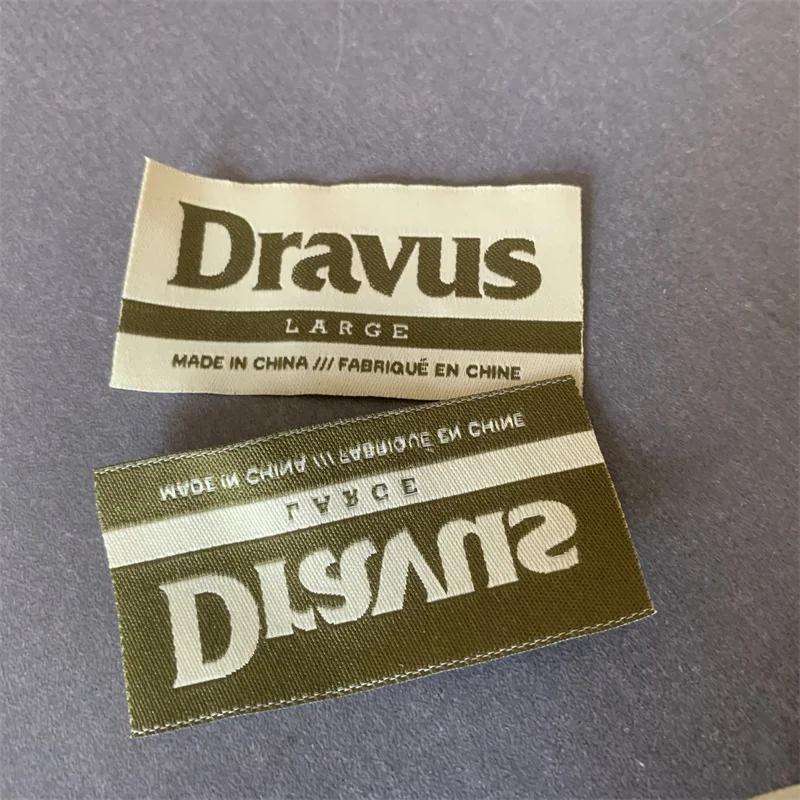 Dravus
LARGE
MADE IN CHINA /// FABRIQUÉ EN CHINE
MADE IN CHINA /// FABRIQUÉ EN CHINE
LARGE
Dravus